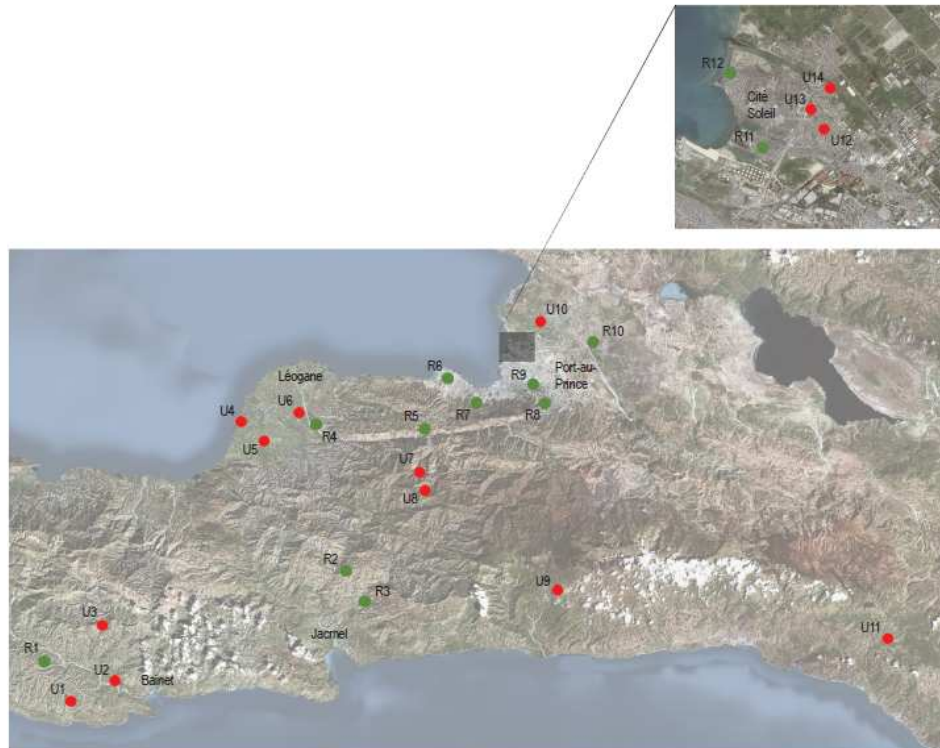 R12
U14
Cité
Soleil
U13
R11
U12
U10
R10
Léogane
R6
R9
Port-au-
Prince
U4
U6
R7
R8
R5
R4
U5
U7
U8
R2
R3
U9
U3
Jacmel
U11
R1
U2
Bainet
U1